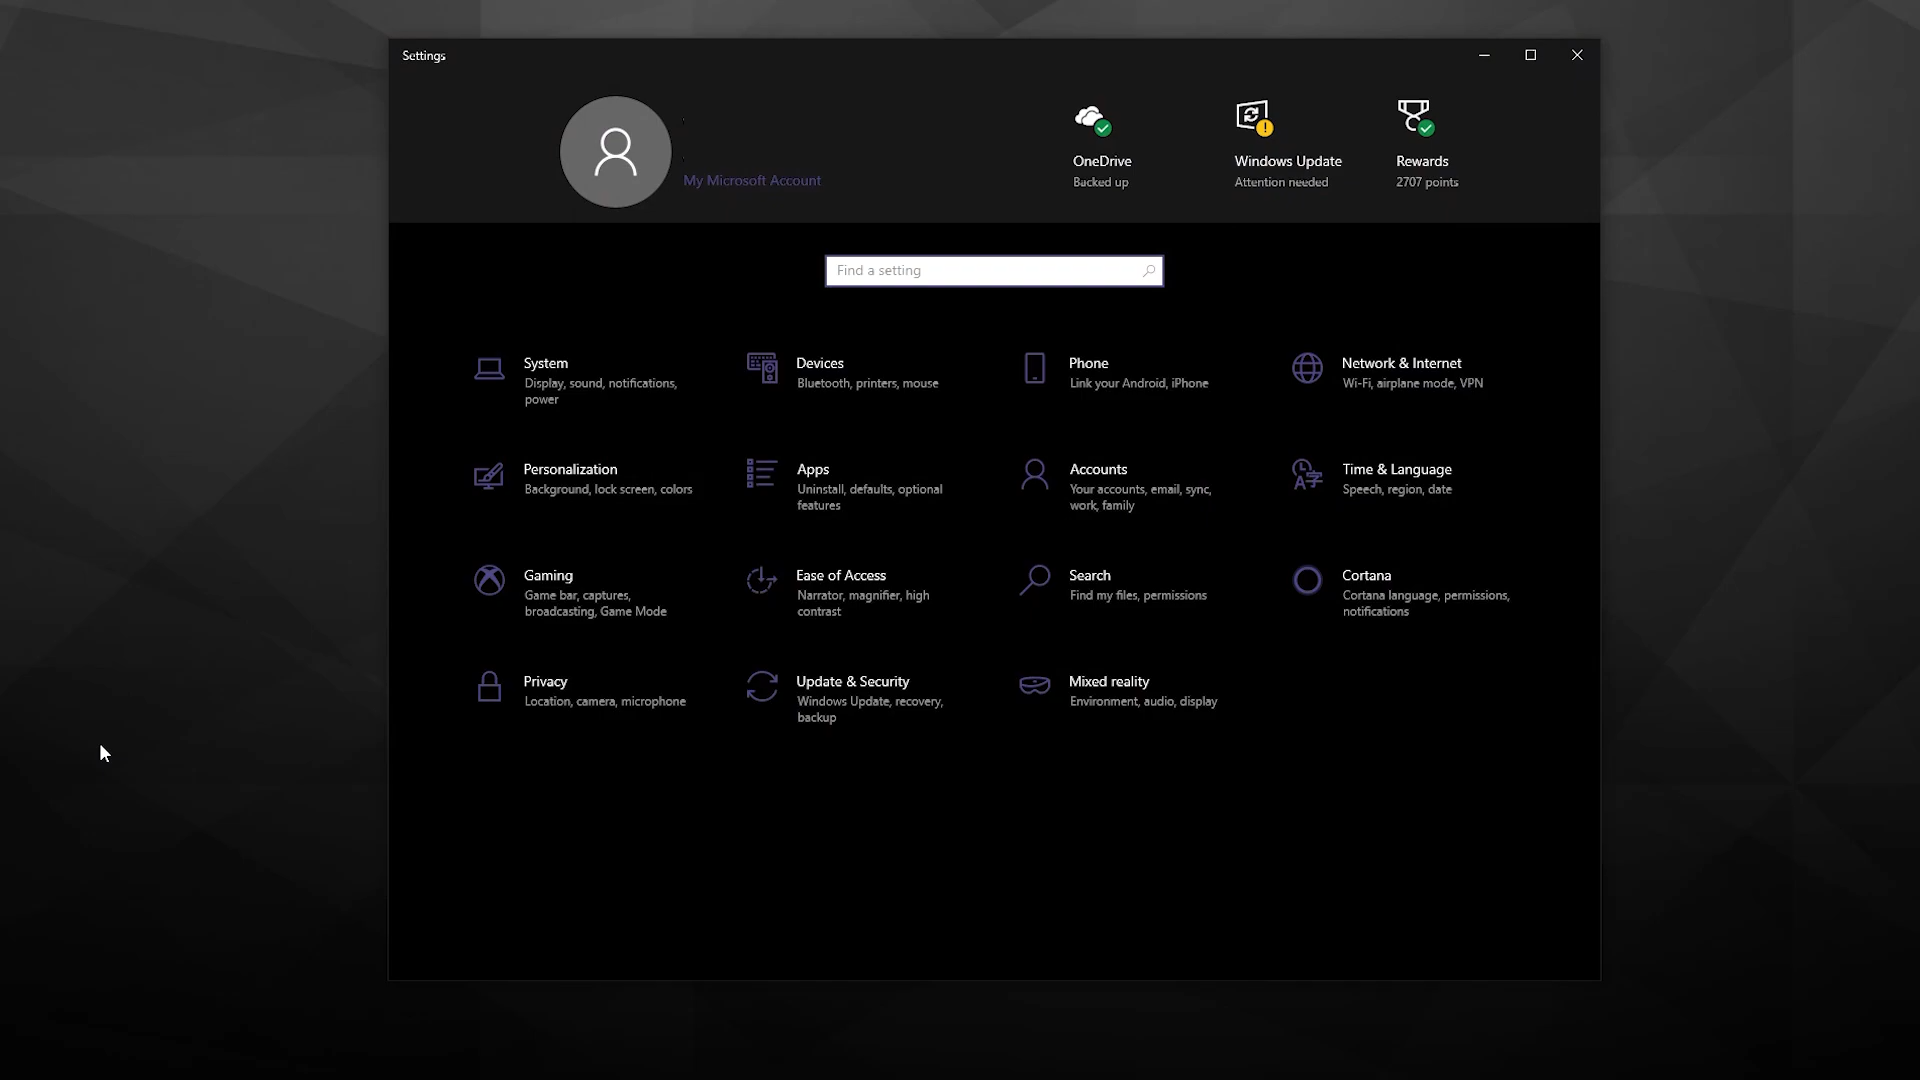 Settings
My Microsoft Account
OneDrive
Backed up
Windows Update
Attention needed
Rewards
2707 points
Find a setting
System
Display, sound, notifications,
power
Devices
Bluetooth, printers, mouse
Phone
Link your Android, iPhone
Network & Internet
Wi-Fi, airplane mode, VPN
Personalization
Background, lock screen, colors
Apps
Uninstall, defaults, optional
features
Accounts
Your accounts, email, sync,
work, family
Time & Language
Speech, region, date
Gaming
Game bar, captures,
broadcasting, Game Mode
Ease of Access
Narrator, magnifier, high
contrast
Search
Find my files, permissions
Cortana
Cortana language, permissions,
notifications
Privacy
Location, camera, microphone
Update & Security
Windows Update, recovery,
backup
Mixed reality
Environment, audio, display